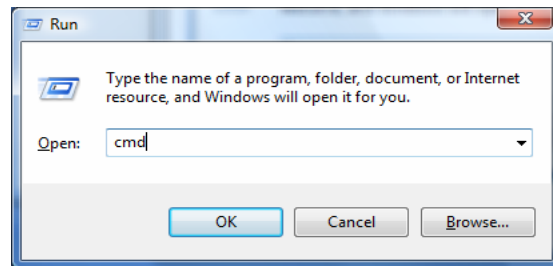 Run
Type the name of a program, folder, document, or Internet
resource, and Windows will open it for you.
Open: cmd
OK Cancel Browse...